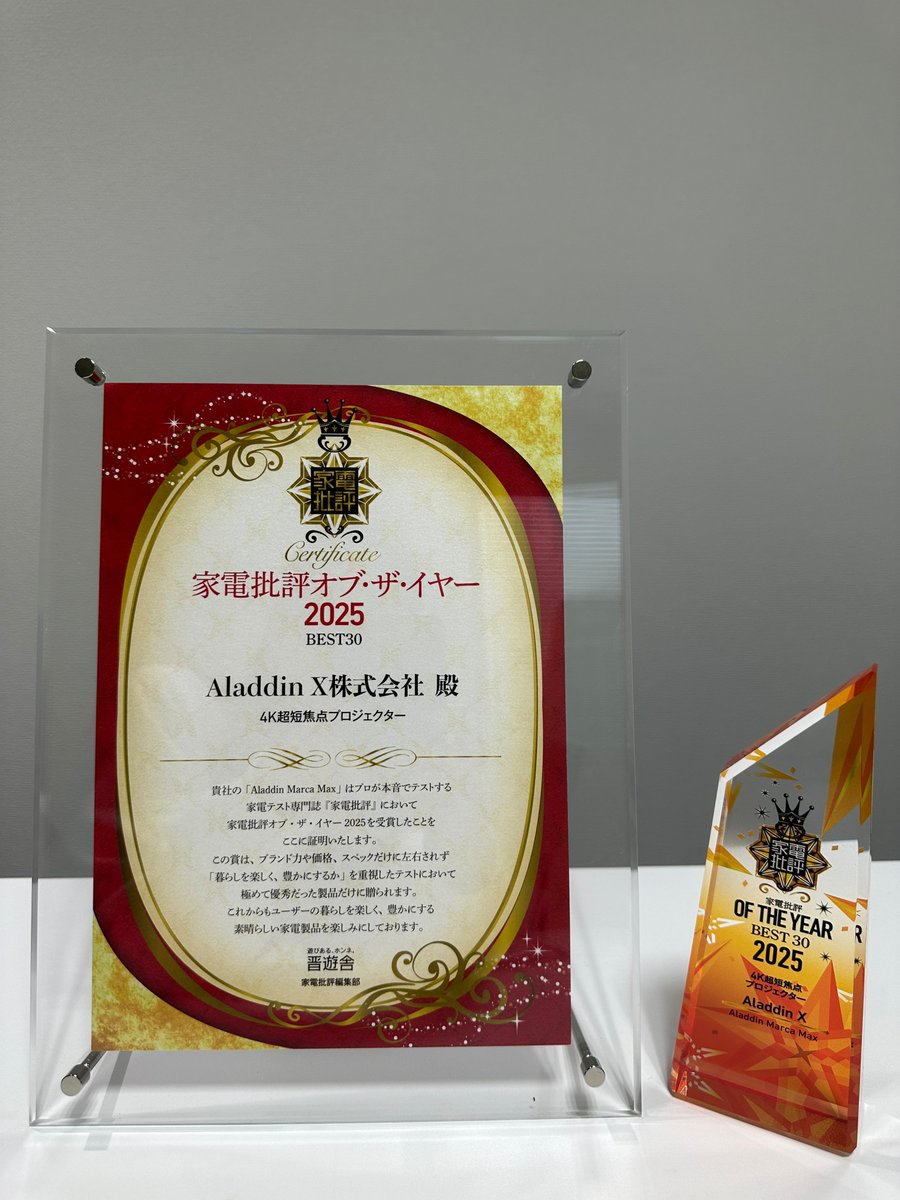 家電
批評
Certificate
家電批評オブ・ザ・イヤー
2025
BEST30
Aladdin X株式会社 殿
4K超短焦点プロジェクター
貴社の「Aladdin Marca Max」はプロが本音でテストする
家電テスト専門誌『家電批評』において
家電批評オブ・ザ・イヤー2025を受賞したことを
ここに証明いたします。
この賞は、ブランド力や価格、スペックだけに左右されず
「暮らしを楽しく、豊かにするか」を重視したテストにおいて
極めて優秀だった製品だけに贈られます。
これからもユーザーの暮らしを楽しく、豊かにする
素晴らしい家電製品を楽しみにしております。
遊びある、ホンネ。
晋遊舎
家電批評編集部
家電
批評
家電批評
OF THE YEAR
BEST 30
2025
4K超短焦点
プロジェクター
Aladdin X
Aladdin Marca Max